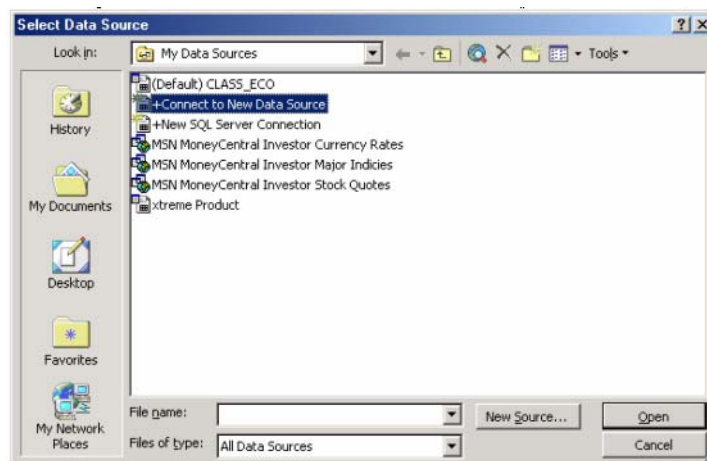 Select Data Source
Look in:
My Data Sources
Tools
History
My Documents
Desktop
Favorites
My Network Places
(Default) CLASS_ECO
+Connect to New Data Source
+New SQL Server Connection
MSN MoneyCentral Investor Currency Rates
MSN MoneyCentral Investor Major Indicies
MSN MoneyCentral Investor Stock Quotes
xtreme Product
File name:
New Source...
Open
Files of type:
All Data Sources
Cancel